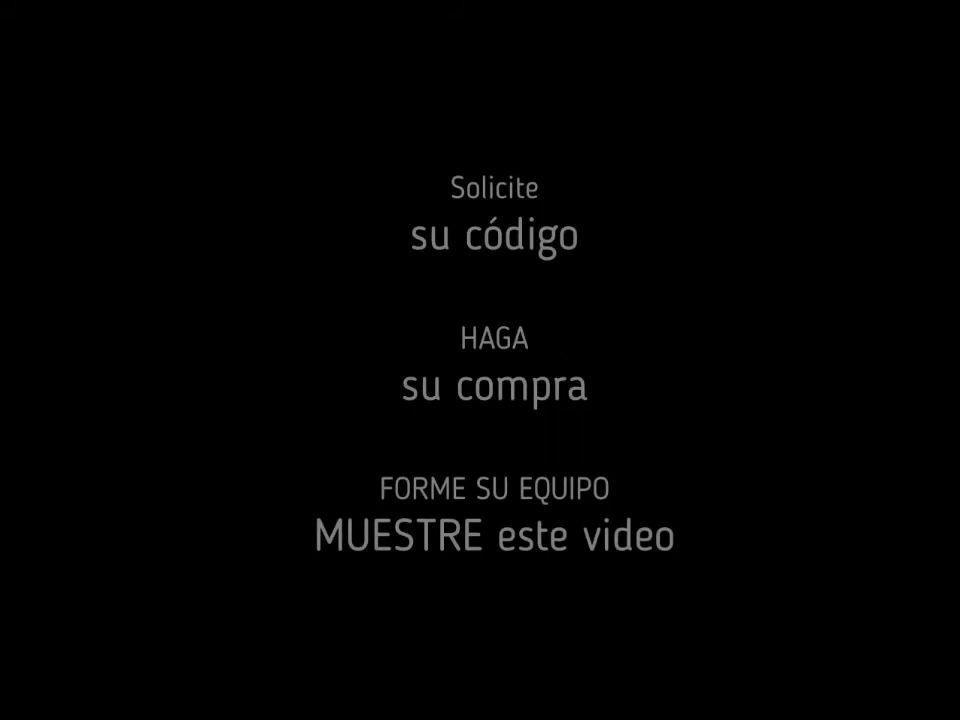 Solicite
su código
HAGA
su compra
FORME SU EQUIPO
MUESTRE este video